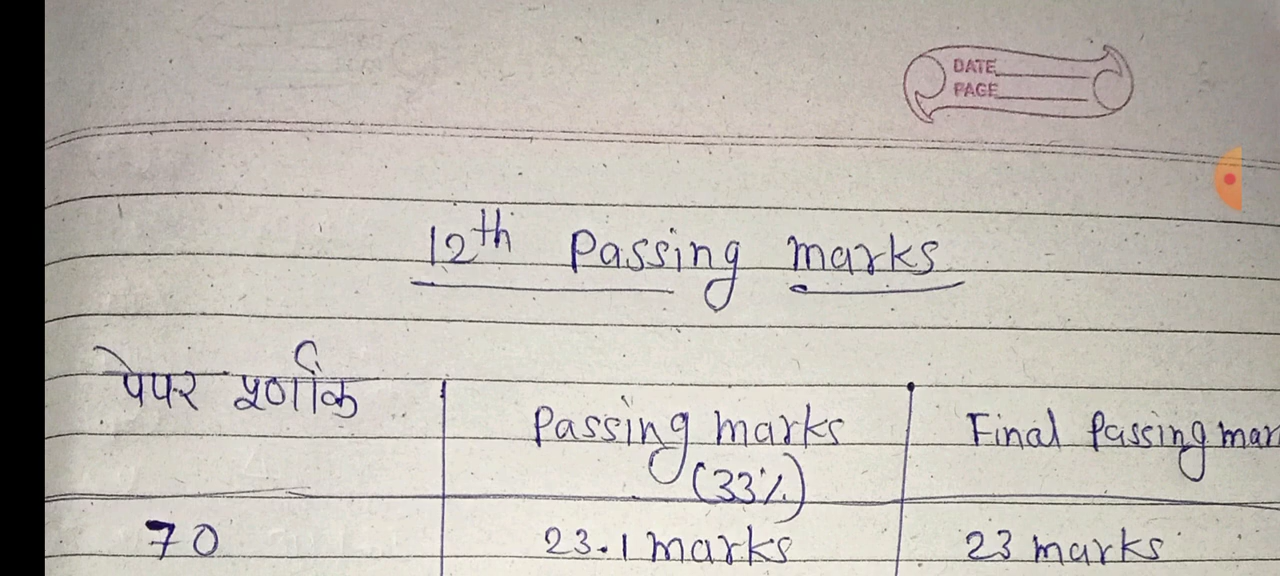 DATE
PAGE
12th Passing marks
पेपर पूर्णांक
Passing marks
(33%)
Final Passing mar
70
23.1 marks
23 marks